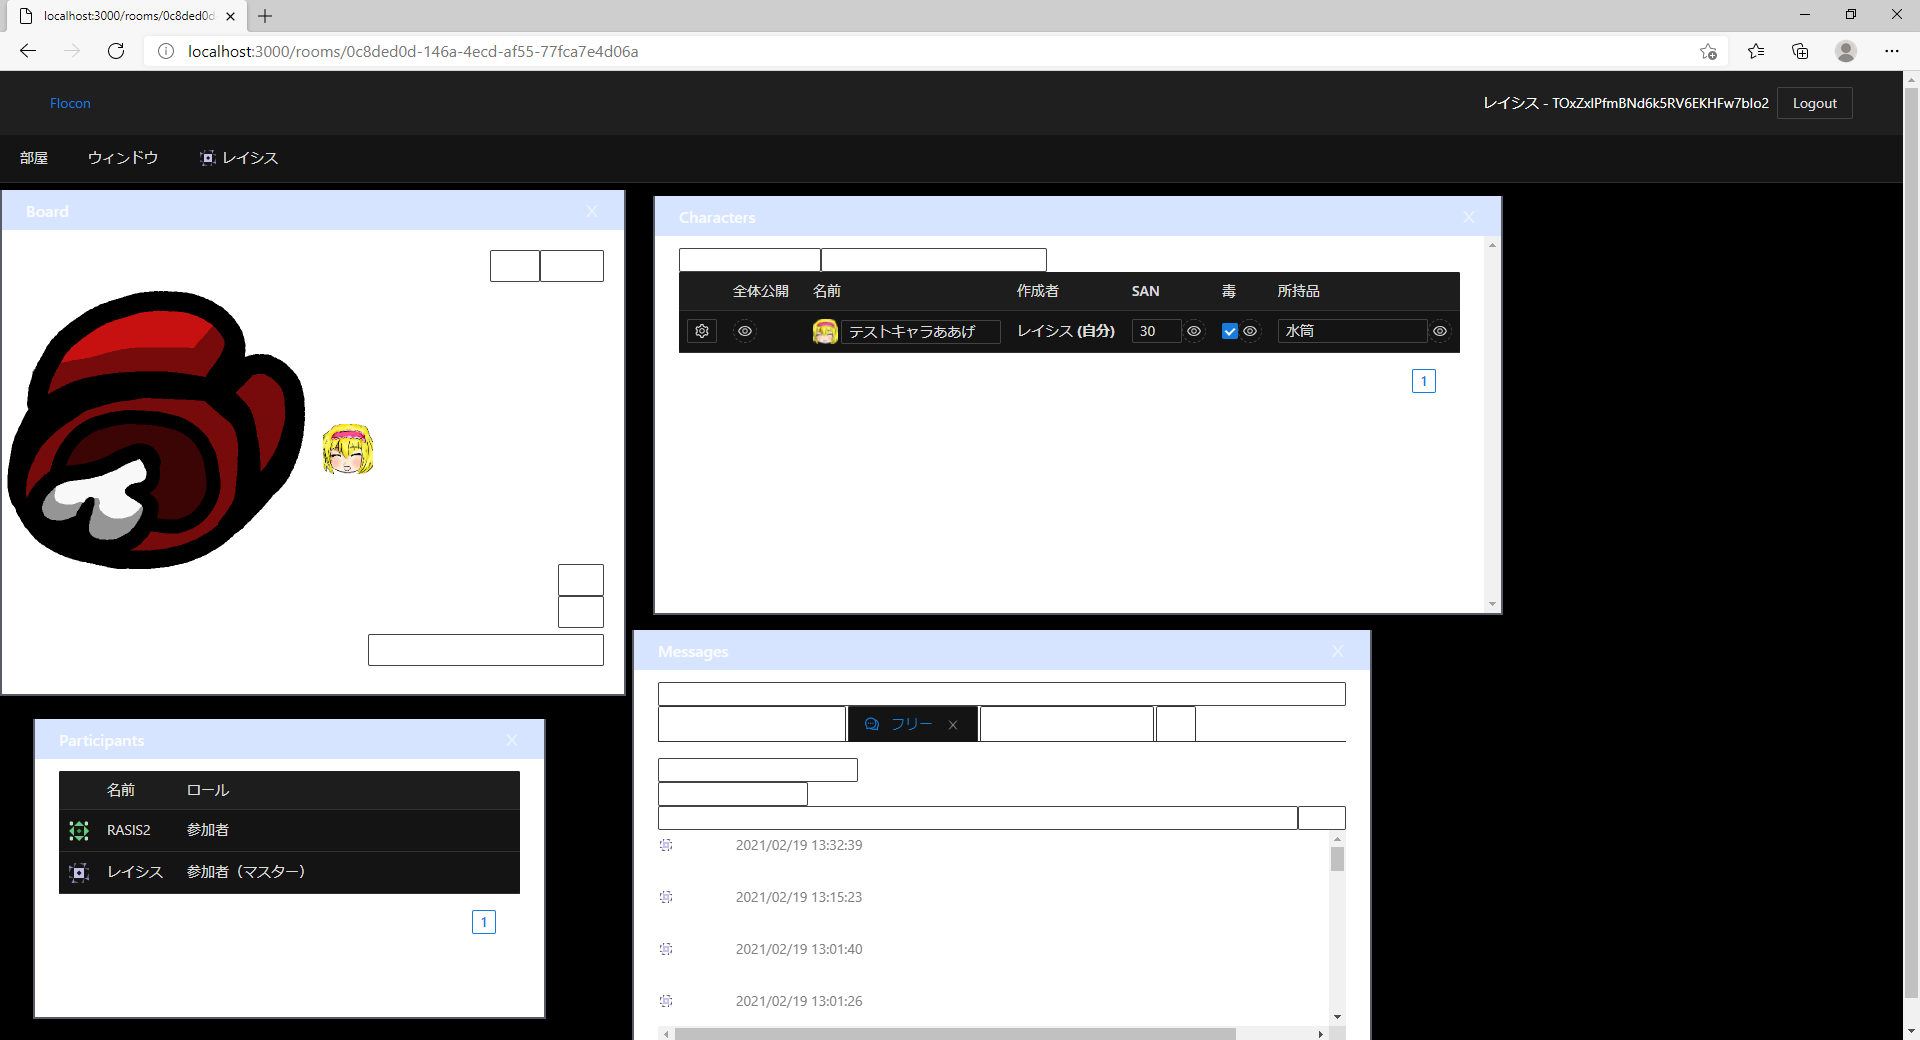 localhost:3000/rooms/0c8ded0d
localhost:3000/rooms/0c8ded0d-146a-4ecd-af55-77fca7e4d06a
Flocon
レイシス - TOxZxIPfmBNd6k5RV6EKHFw7bIo2
Logout
部屋 ウィンドウ レイシス
Board X
Characters X
全体公開 名前 作成者 SAN 毒 所持品
テストキャラああげ レイシス (自分) 30 水筒
1
Participants X
名前 ロール
RASIS2 参加者
レイシス 参加者（マスター）
1
Messages X
フリー
2021/02/19 13:32:39
2021/02/19 13:15:23
2021/02/19 13:01:40
2021/02/19 13:01:26